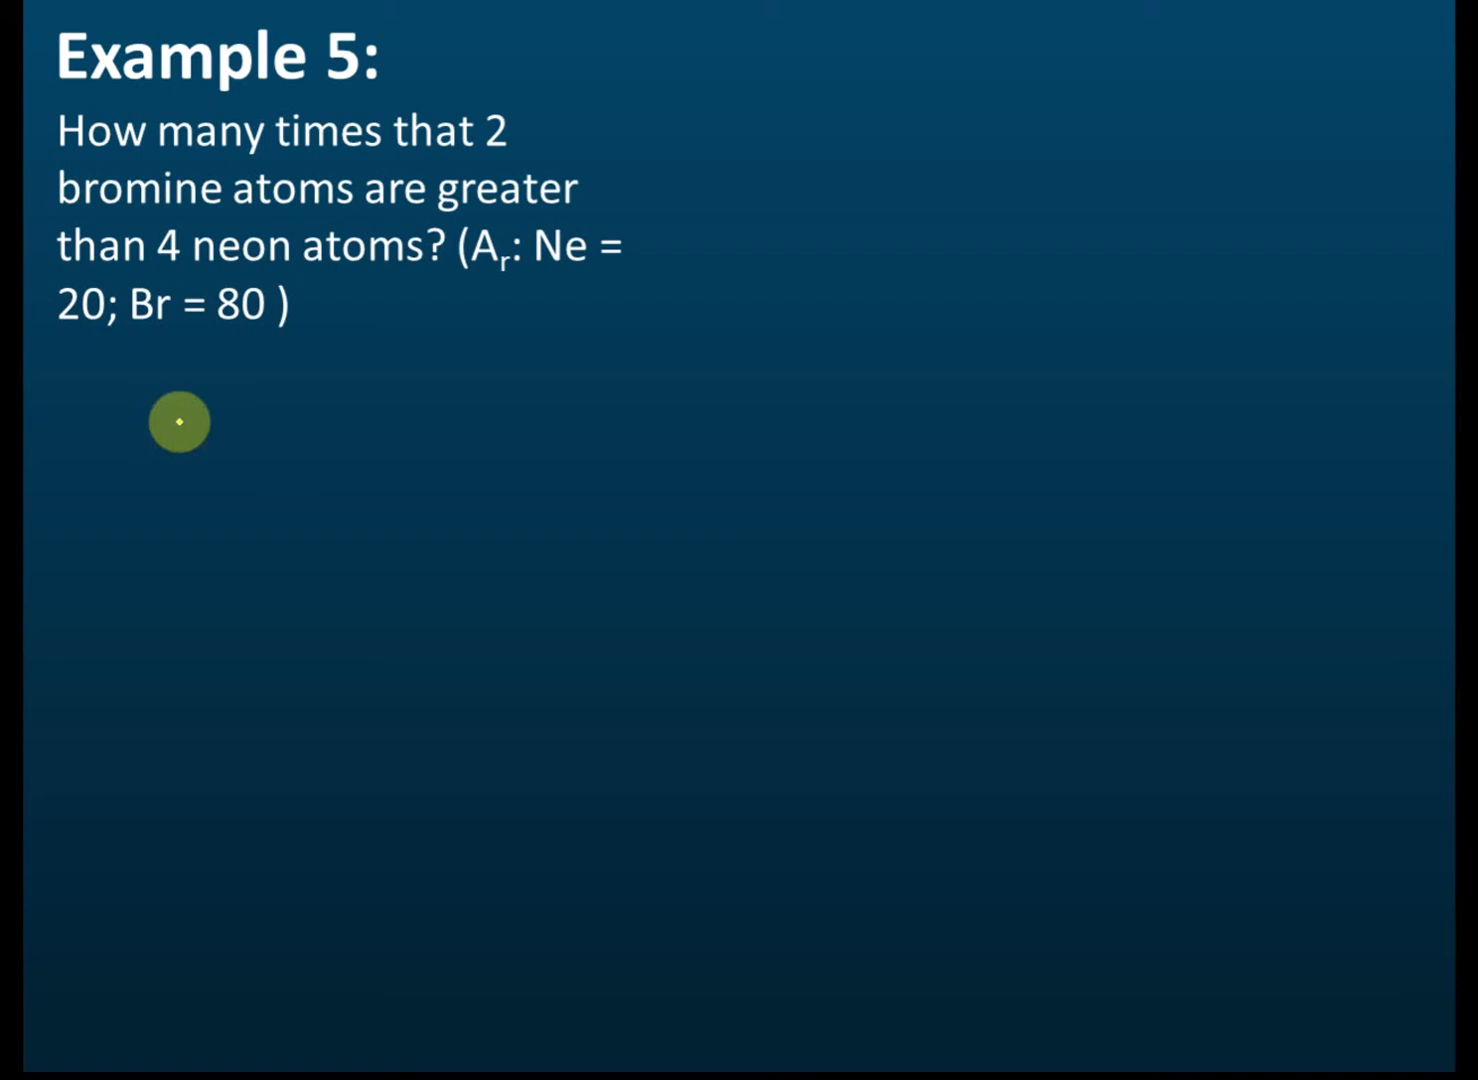 Example 5:
How many times that 2
bromine atoms are greater
than 4 neon atoms? (Aᵣ: Ne =
20; Br = 80 )